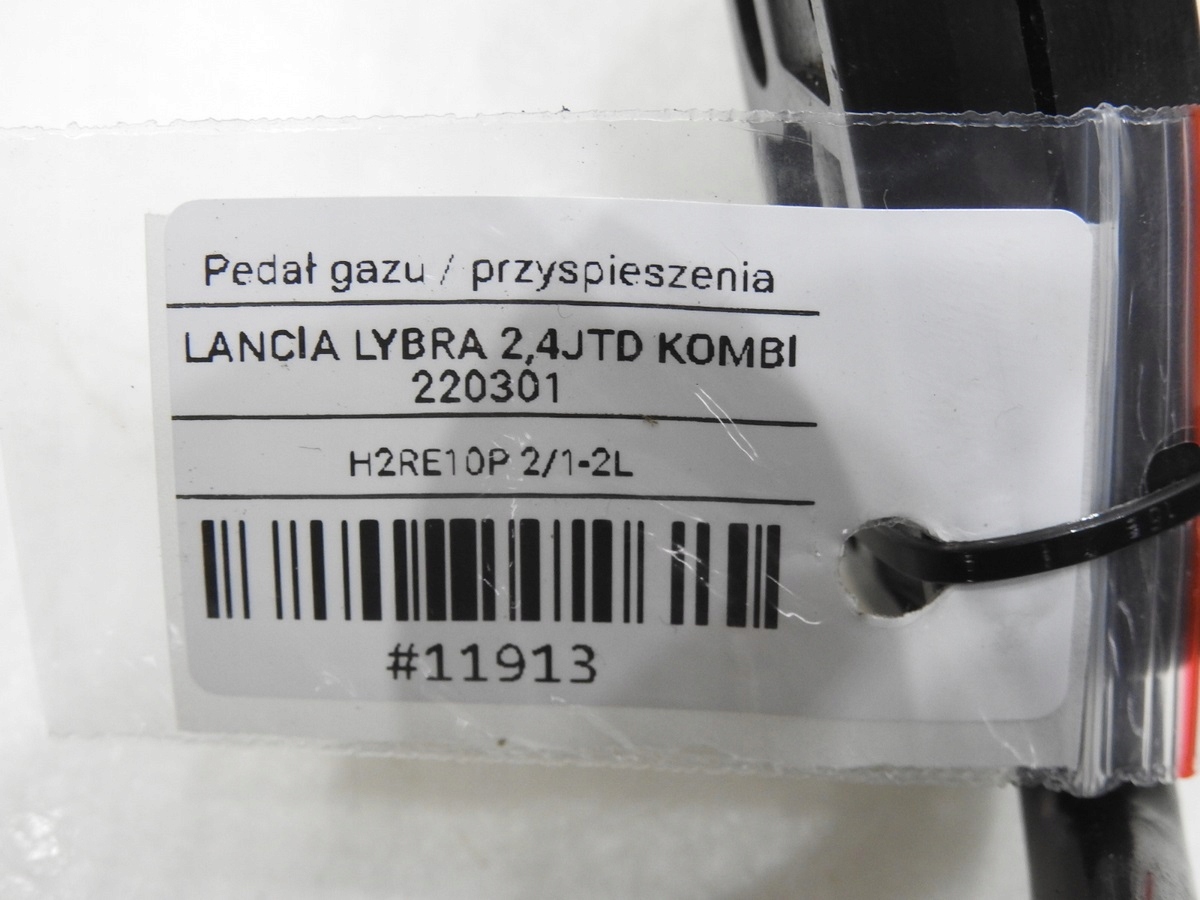 Pedał gazu / przyspieszenia
LANCIA LYBRA 2,4JTD KOMBI
220301
H2RE10P 2/1-2L
#11913